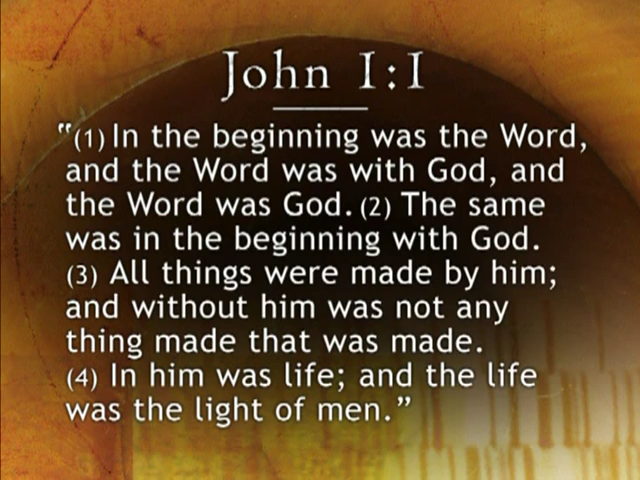 John 1:1
“(1) In the beginning was the Word,
and the Word was with God, and
the Word was God. (2) The same
was in the beginning with God.
(3) All things were made by him;
and without him was not any
thing made that was made.
(4) In him was life; and the life
was the light of men.”